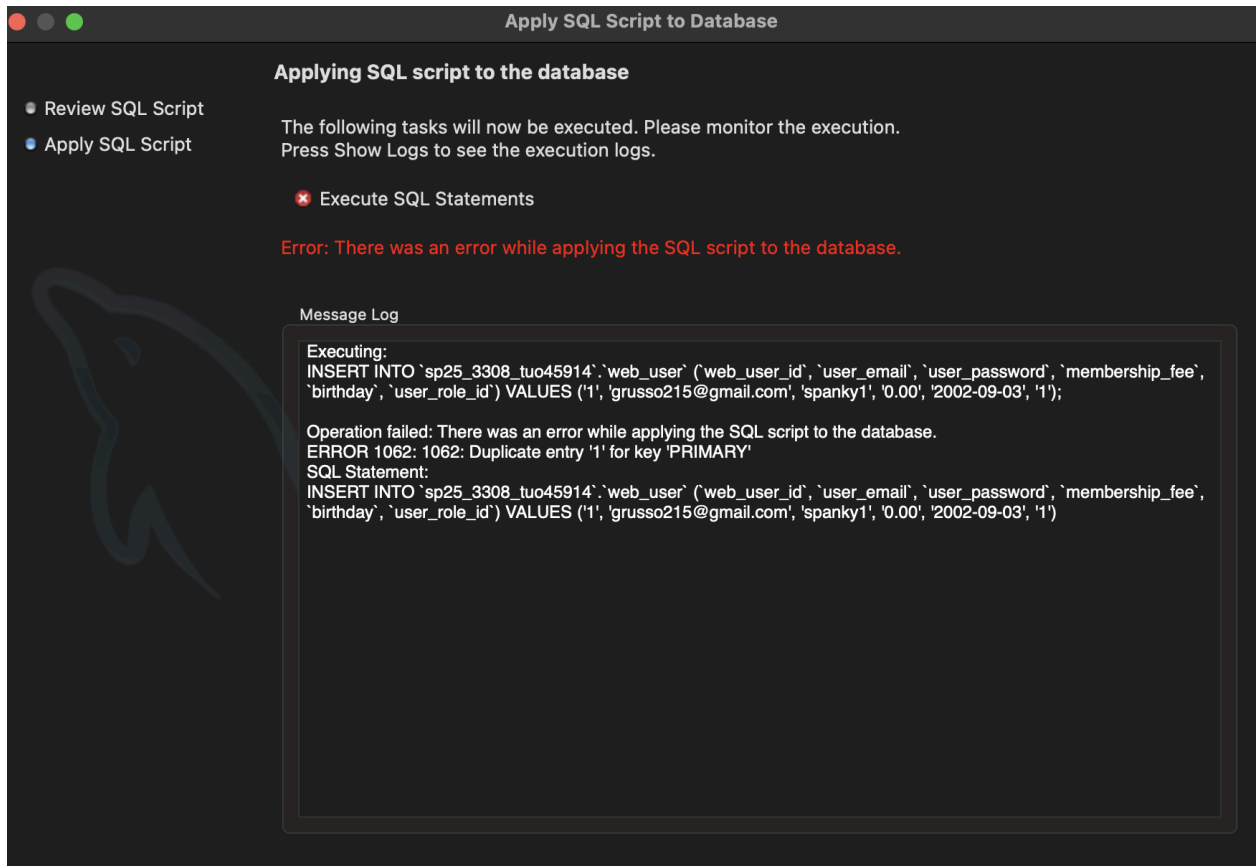 Apply SQL Script to Database
Applying SQL script to the database
Review SQL Script
Apply SQL Script
The following tasks will now be executed. Please monitor the execution.
Press Show Logs to see the execution logs.
Execute SQL Statements
Error: There was an error while applying the SQL script to the database.
Message Log
Executing:
INSERT INTO `sp25_3308_tuo45914`.`web_user` (`web_user_id`, `user_email`, `user_password`, `membership_fee`,
`birthday`, `user_role_id`) VALUES ('1', 'grusso215@gmail.com', 'spanky1', '0.00', '2002-09-03', '1');
Operation failed: There was an error while applying the SQL script to the database.
ERROR 1062: 1062: Duplicate entry '1' for key 'PRIMARY'
SQL Statement:
INSERT INTO `sp25_3308_tuo45914`.`web_user` (`web_user_id`, `user_email`, `user_password`, `membership_fee`,
`birthday`, `user_role_id`) VALUES ('1', 'grusso215@gmail.com', 'spanky1', '0.00', '2002-09-03', '1')